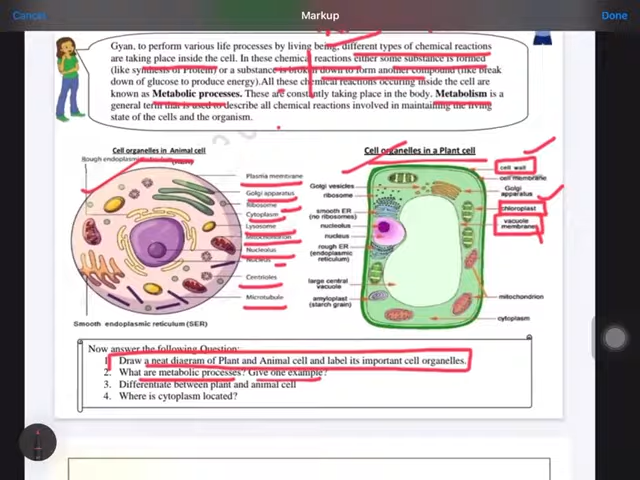 Cancel
Markup
Done
Gyan, to perform various life processes by living being, different types of chemical reactions
are taking place inside the cell. In these chemical reactions either some substance is formed
(like synthesis of Protein) or a substance is broken down to form another compound (like break
down of glucose to produce energy).All these chemical reactions occuring inside the cell are
known as Metabolic processes. These are constantly taking place in the body. Metabolism is a
general term that is used to describe all chemical reactions involved in maintaining the living
state of the cells and the organism.
Cell organelles in Animal cell
Rough endoplasmic
Plasma membrane
Golgi apparatus
Ribosome
Cytoplasm
Lysosome
Mitochondrion
Nucleolus
Nucleus
Centrioles
Microtubule
Smooth endoplasmic reticulum (SER)
Cell organelles in a Plant cell
cell wall
cell membrane
Golgi vesicles
Golgi
apparatus
ribosome
chloroplast
smooth ER
(no ribosomes)
vacuole
membrane
nucleolus
nucleus
rough ER
(endoplasmic
reticulum)
large central
vacuole
amyloplast
(starch grain)
mitochondrion
cytoplasm
Now answer the following Question:
1. Draw a neat diagram of Plant and Animal cell and label its important cell organelles.
2. What are metabolic processes? Give one example?
3. Differentiate between plant and animal cell
4. Where is cytoplasm located?